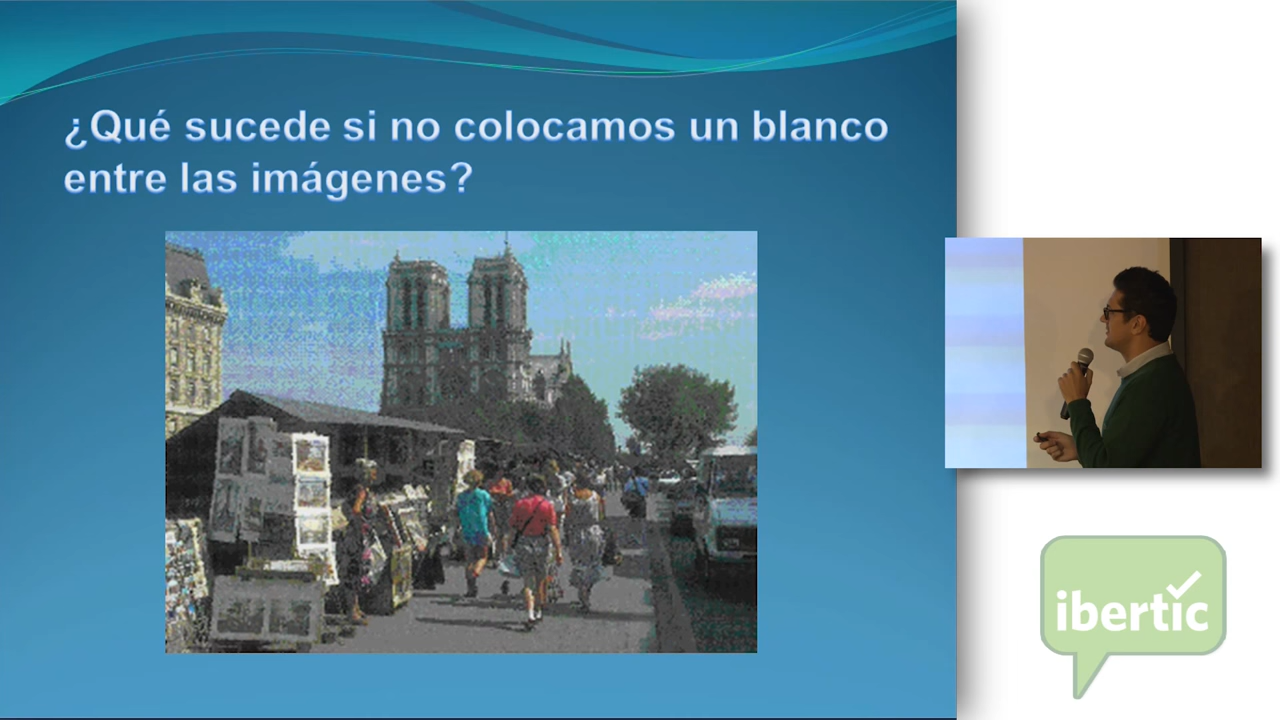 ¿Qué sucede si no colocamos un blanco
entre las imágenes?
ibertic